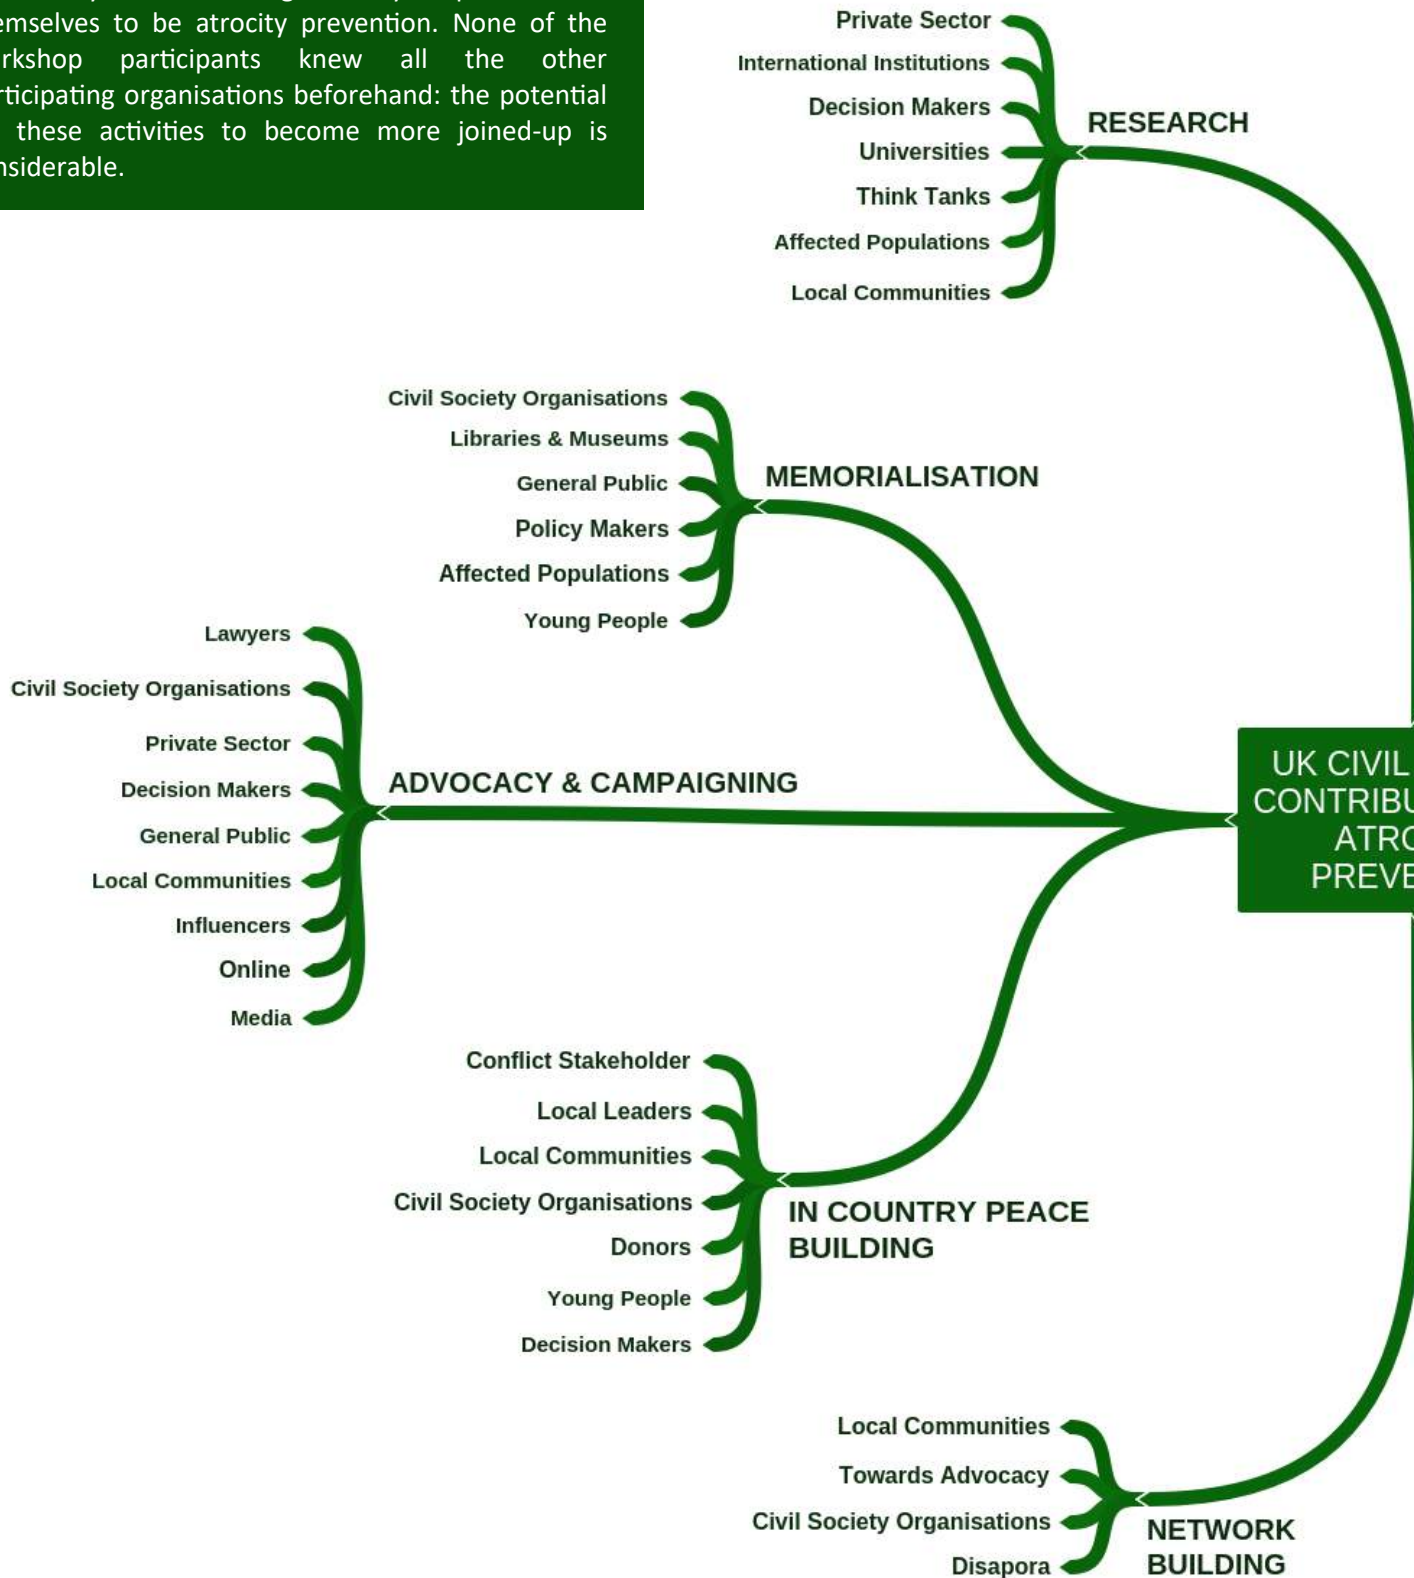 emselves to be atrocity prevention. None of the
rkshop participants knew all the other
rticipating organisations beforehand: the potential
these activities to become more joined-up is
nsiderable.
Private Sector
International Institutions
Decision Makers
Universities
Think Tanks
Affected Populations
Local Communities
RESEARCH
Civil Society Organisations
Libraries & Museums
General Public
Policy Makers
Affected Populations
Young People
MEMORIALISATION
Lawyers
Civil Society Organisations
Private Sector
Decision Makers
General Public
Local Communities
Influencers
Online
Media
ADVOCACY & CAMPAIGNING
UK CIVIL
CONTRIBU
ATRO
PREVE
Conflict Stakeholder
Local Leaders
Local Communities
Civil Society Organisations
Donors
Young People
Decision Makers
IN COUNTRY PEACE
BUILDING
Local Communities
Towards Advocacy
Civil Society Organisations
Disapora
NETWORK
BUILDING